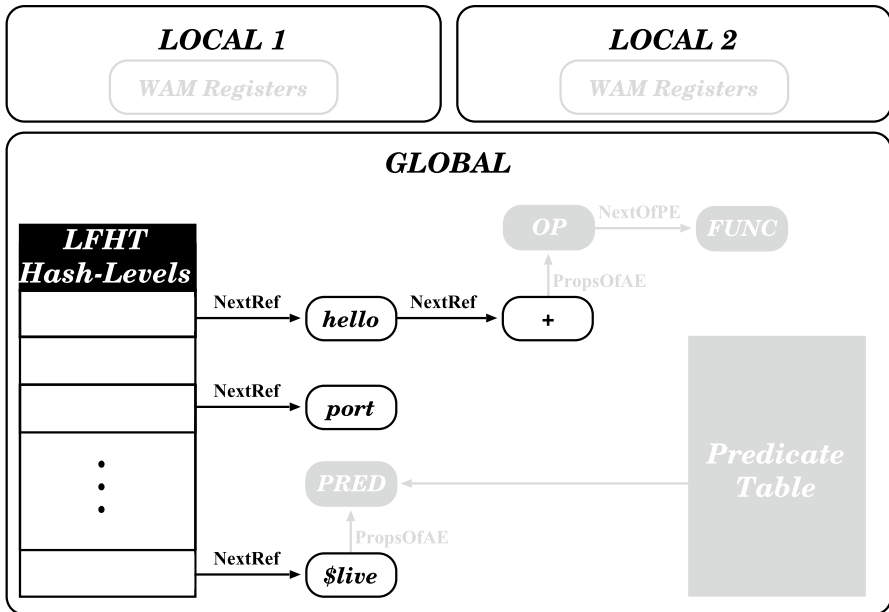 LOCAL 1
WAM Registers
LOCAL 2
WAM Registers
GLOBAL
LFHT
Hash-Levels
OP
NextOfPE
FUNC
PropsOfAE
NextRef
hello
NextRef
+
NextRef
port
Predicate
Table
PRED
PropsOfAE
NextRef
$live